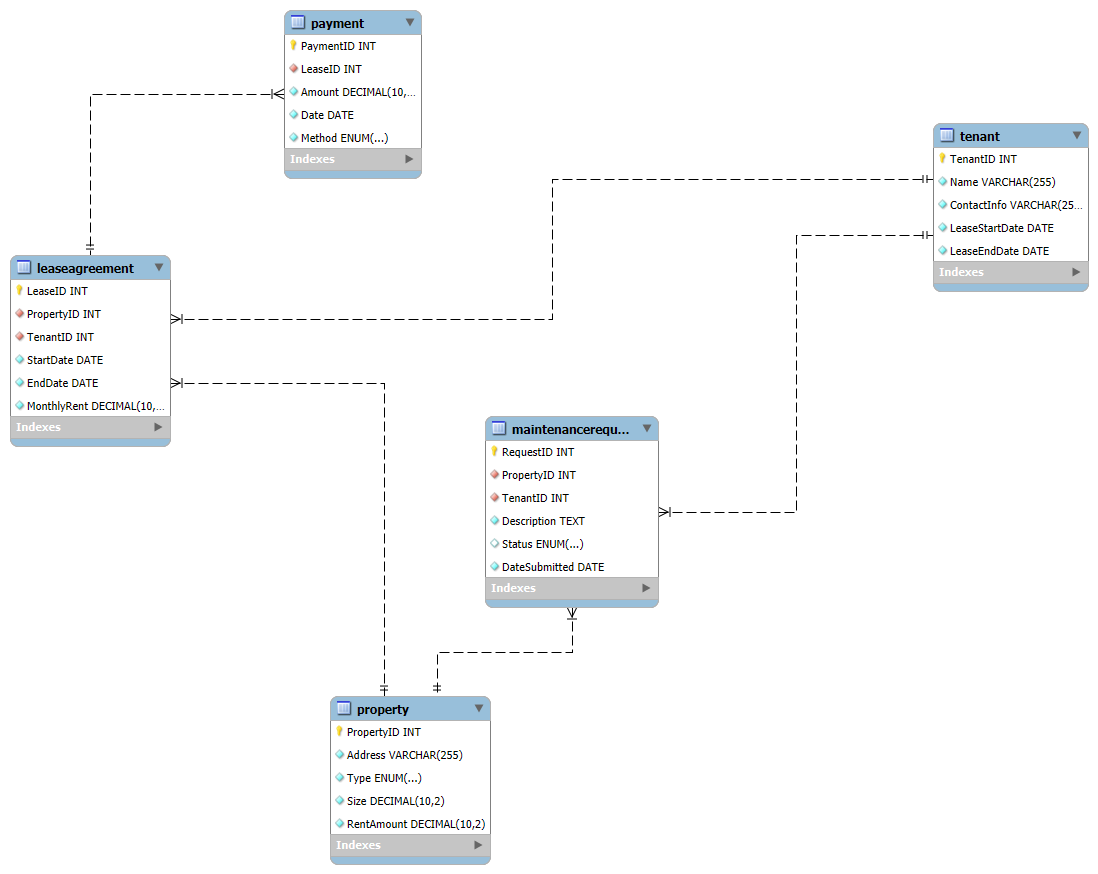 payment
PaymentID INT
LeaseID INT
Amount DECIMAL(10,...
Date DATE
Method ENUM(...)
Indexes
tenant
TenantID INT
Name VARCHAR(255)
ContactInfo VARCHAR(25...
LeaseStartDate DATE
LeaseEndDate DATE
Indexes
leaseagreement
LeaseID INT
PropertyID INT
TenantID INT
StartDate DATE
EndDate DATE
MonthlyRent DECIMAL(10,...
Indexes
maintenancerequ...
RequestID INT
PropertyID INT
TenantID INT
Description TEXT
Status ENUM(...)
DateSubmitted DATE
Indexes
property
PropertyID INT
Address VARCHAR(255)
Type ENUM(...)
Size DECIMAL(10,2)
RentAmount DECIMAL(10,2)
Indexes